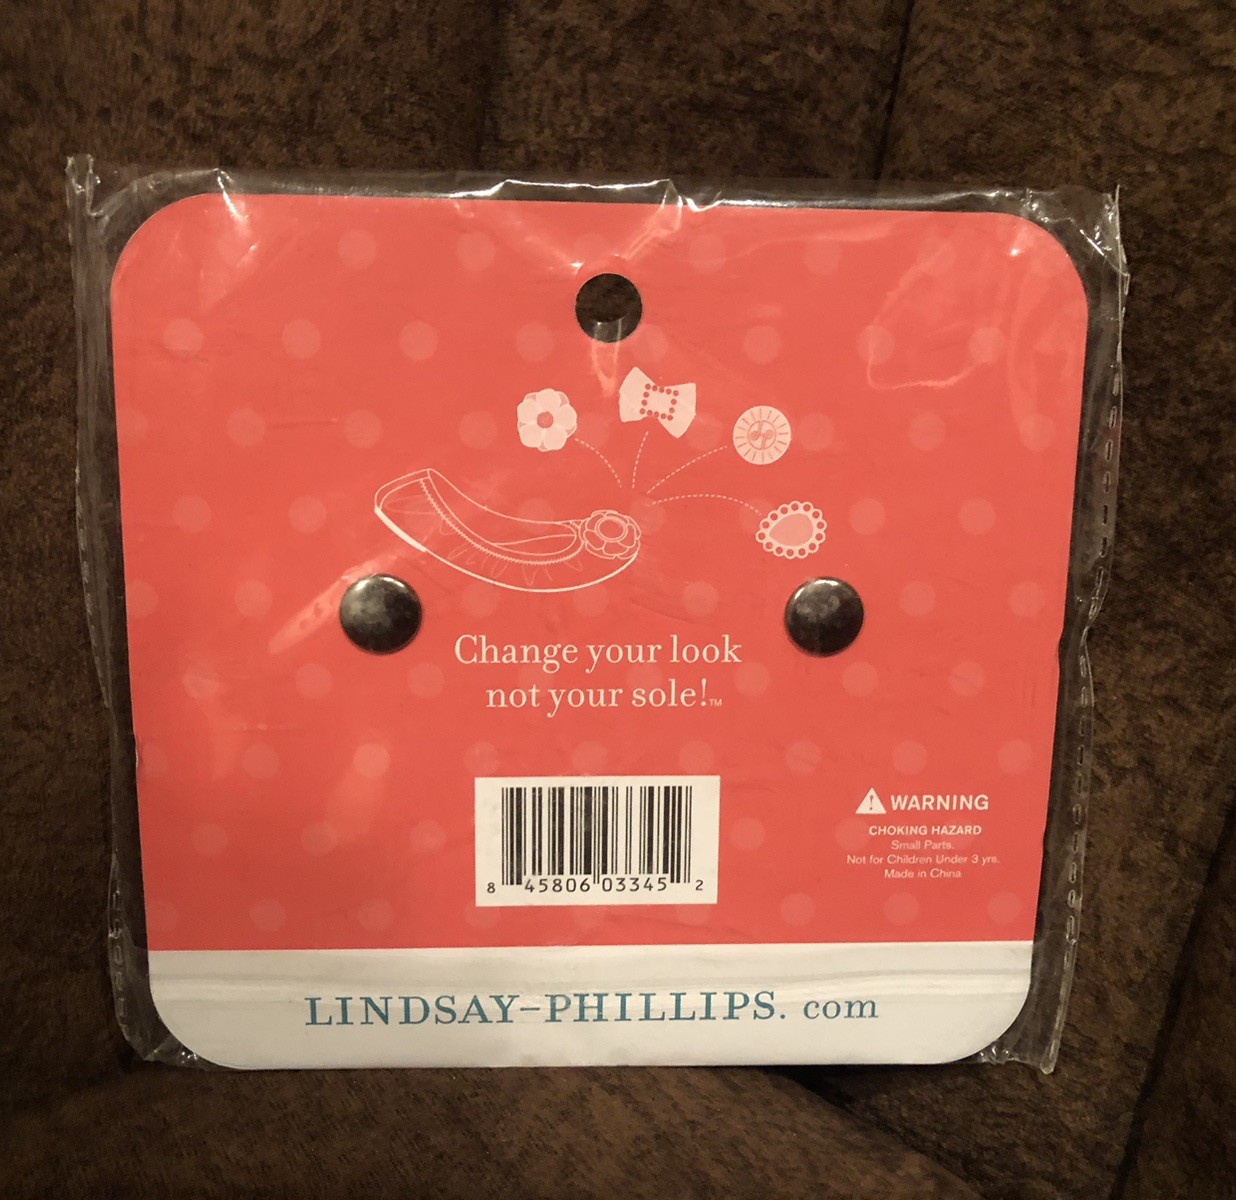 Change your look
not your sole!™
8 45806 03345 2
WARNING
CHOKING HAZARD
Small Parts.
Not for Children Under 3 yrs.
Made in China
LINDSAY-PHILLIPS. com